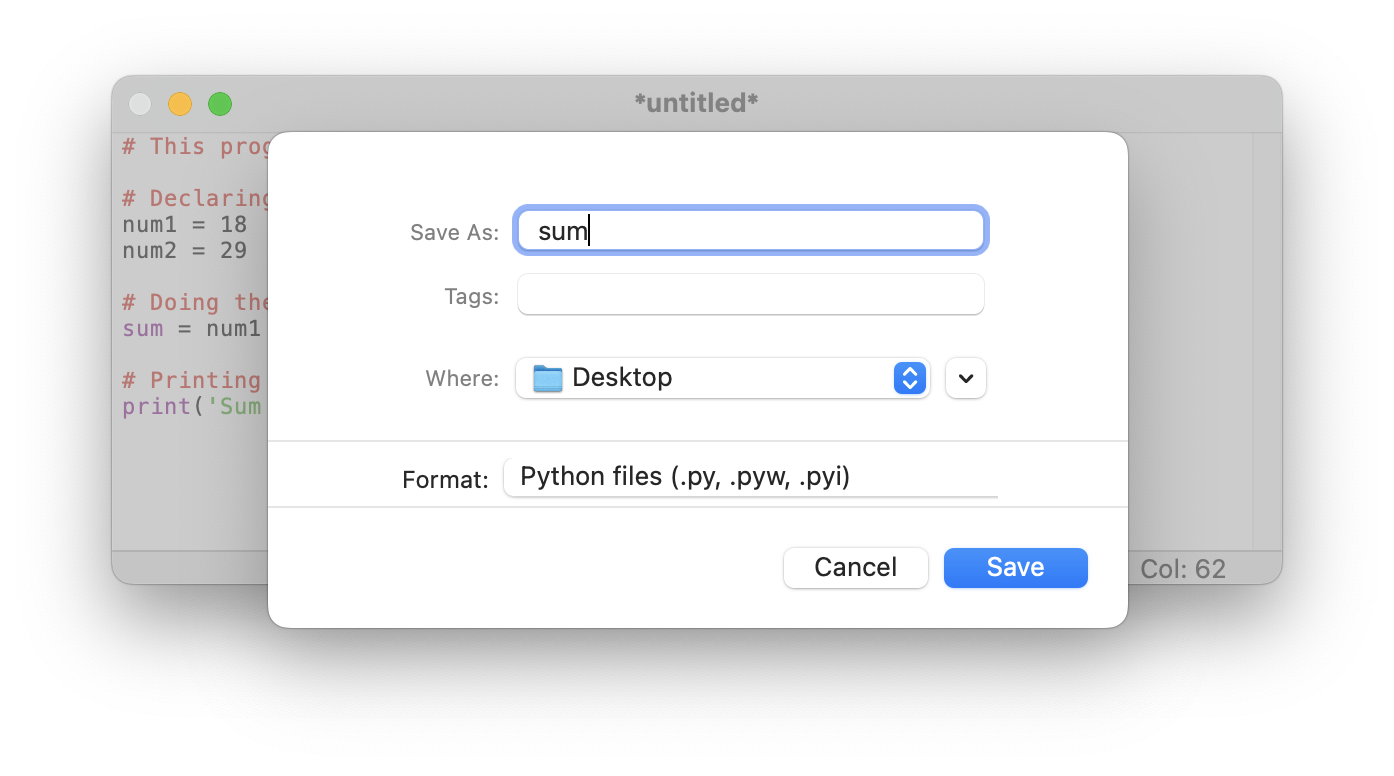 *untitled*
# This prog
# Declaring
num1 = 18
num2 = 29
# Doing the
sum = num1
# Printing
print('Sum
Save As: sum
Tags:
Where: Desktop
Format: Python files (.py, .pyw, .pyi)
Cancel Save
Col: 62